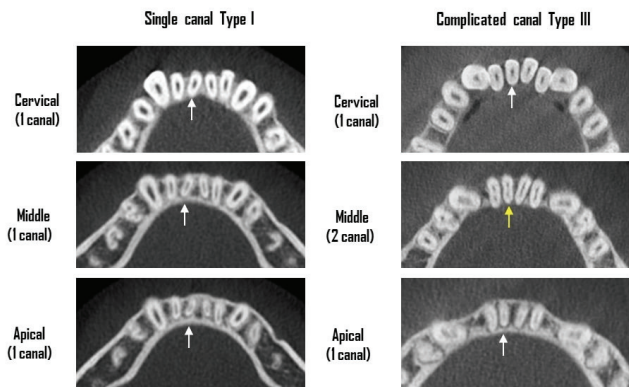 Single canal Type I
Complicated canal Type III
Cervical
(1 canal)
Cervical
(1 canal)
Middle
(1 canal)
Middle
(2 canal)
Apical
(1 canal)
Apical
(1 canal)